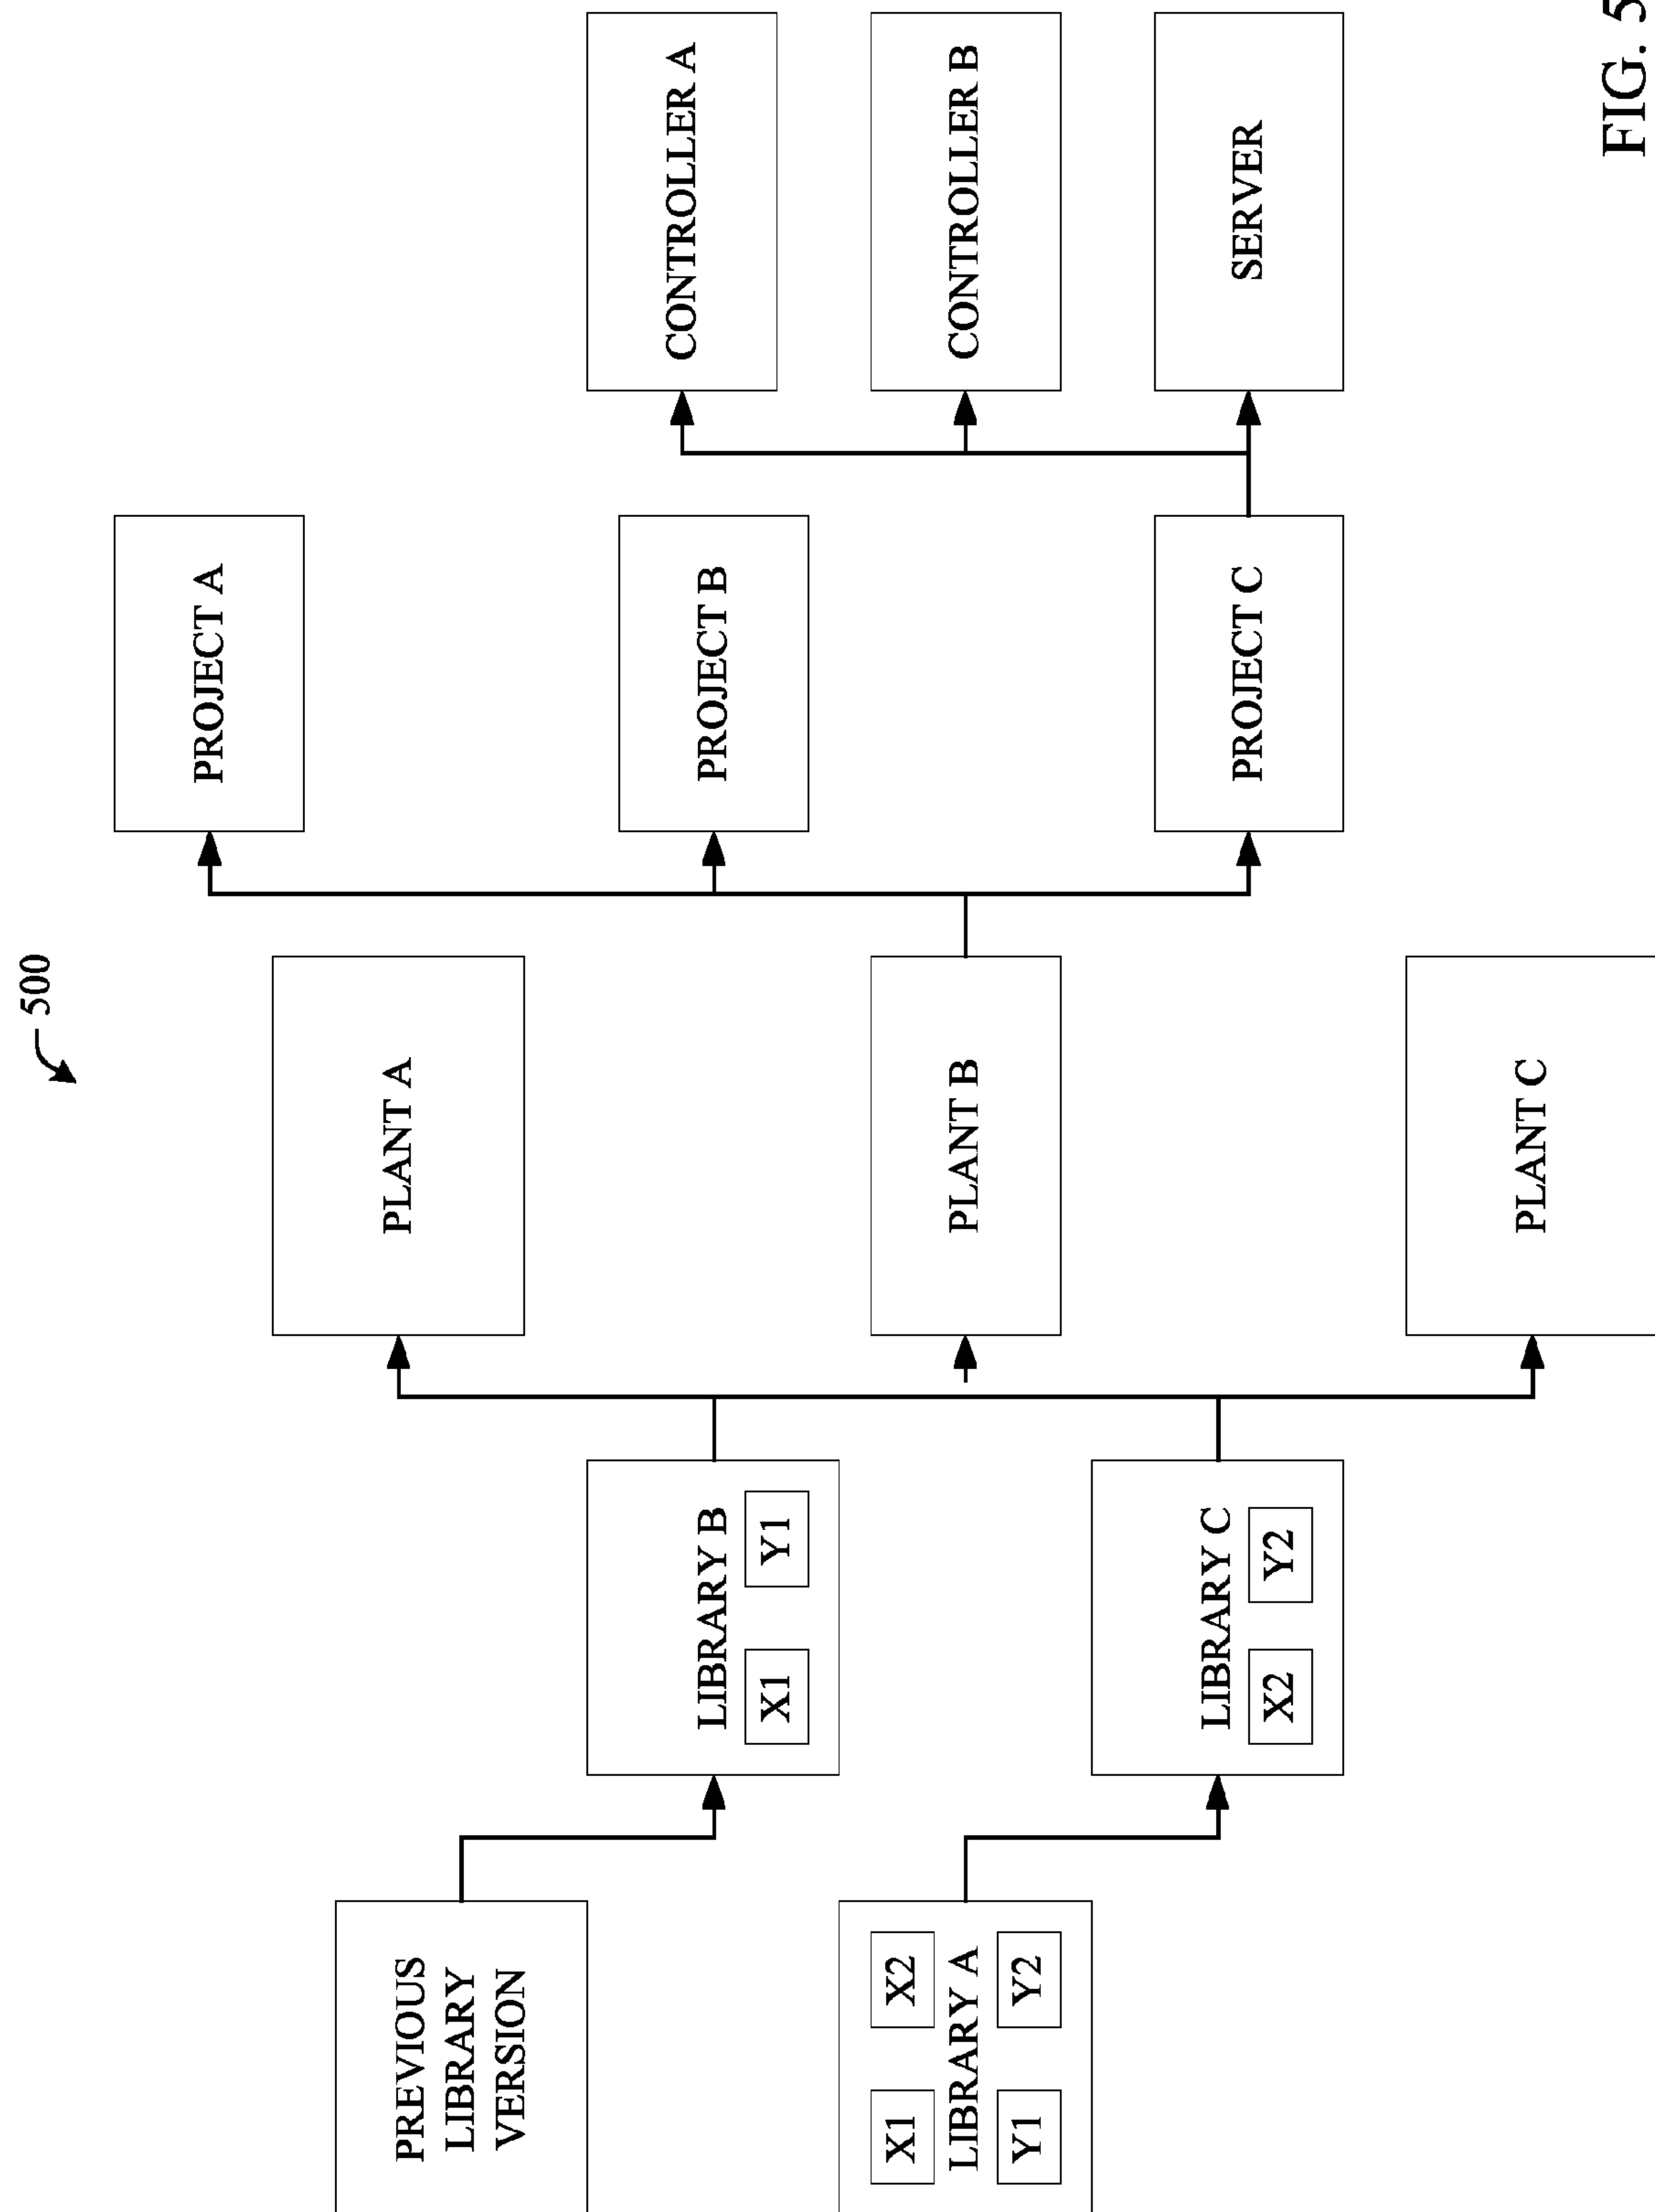 500
PREVIOUS
LIBRARY
VERSION
X1
X2
LIBRARY A
Y1
Y2
LIBRARY B
X1
Y1
LIBRARY C
X2
Y2
PLANT A
PLANT B
PLANT C
PROJECT A
PROJECT B
PROJECT C
CONTROLLER A
CONTROLLER B
SERVER
FIG. 5